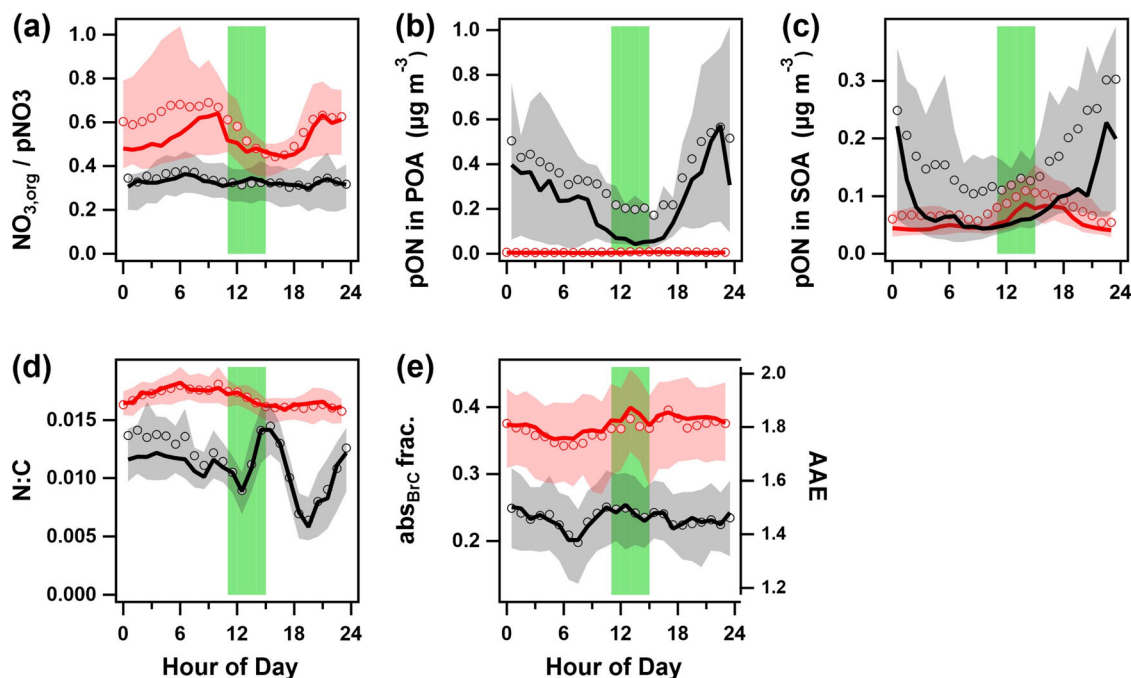 (a)
NO3,org / pNO3
1.0
0.8
0.6
0.4
0.2
0.0
0 6 12 18 24
(b)
pON in POA (µg m⁻³)
1.0
0.8
0.6
0.4
0.2
0.0
0 6 12 18 24
(c)
pON in SOA (µg m⁻³)
0.3
0.2
0.1
0.0
0 6 12 18 24
(d)
N:C
0.015
0.010
0.005
0.000
0 6 12 18 24
Hour of Day
(e)
absBrC frac.
0.4
0.3
0.2
2.0
1.8
1.6
1.4
1.2
AAE
0 6 12 18 24
Hour of Day